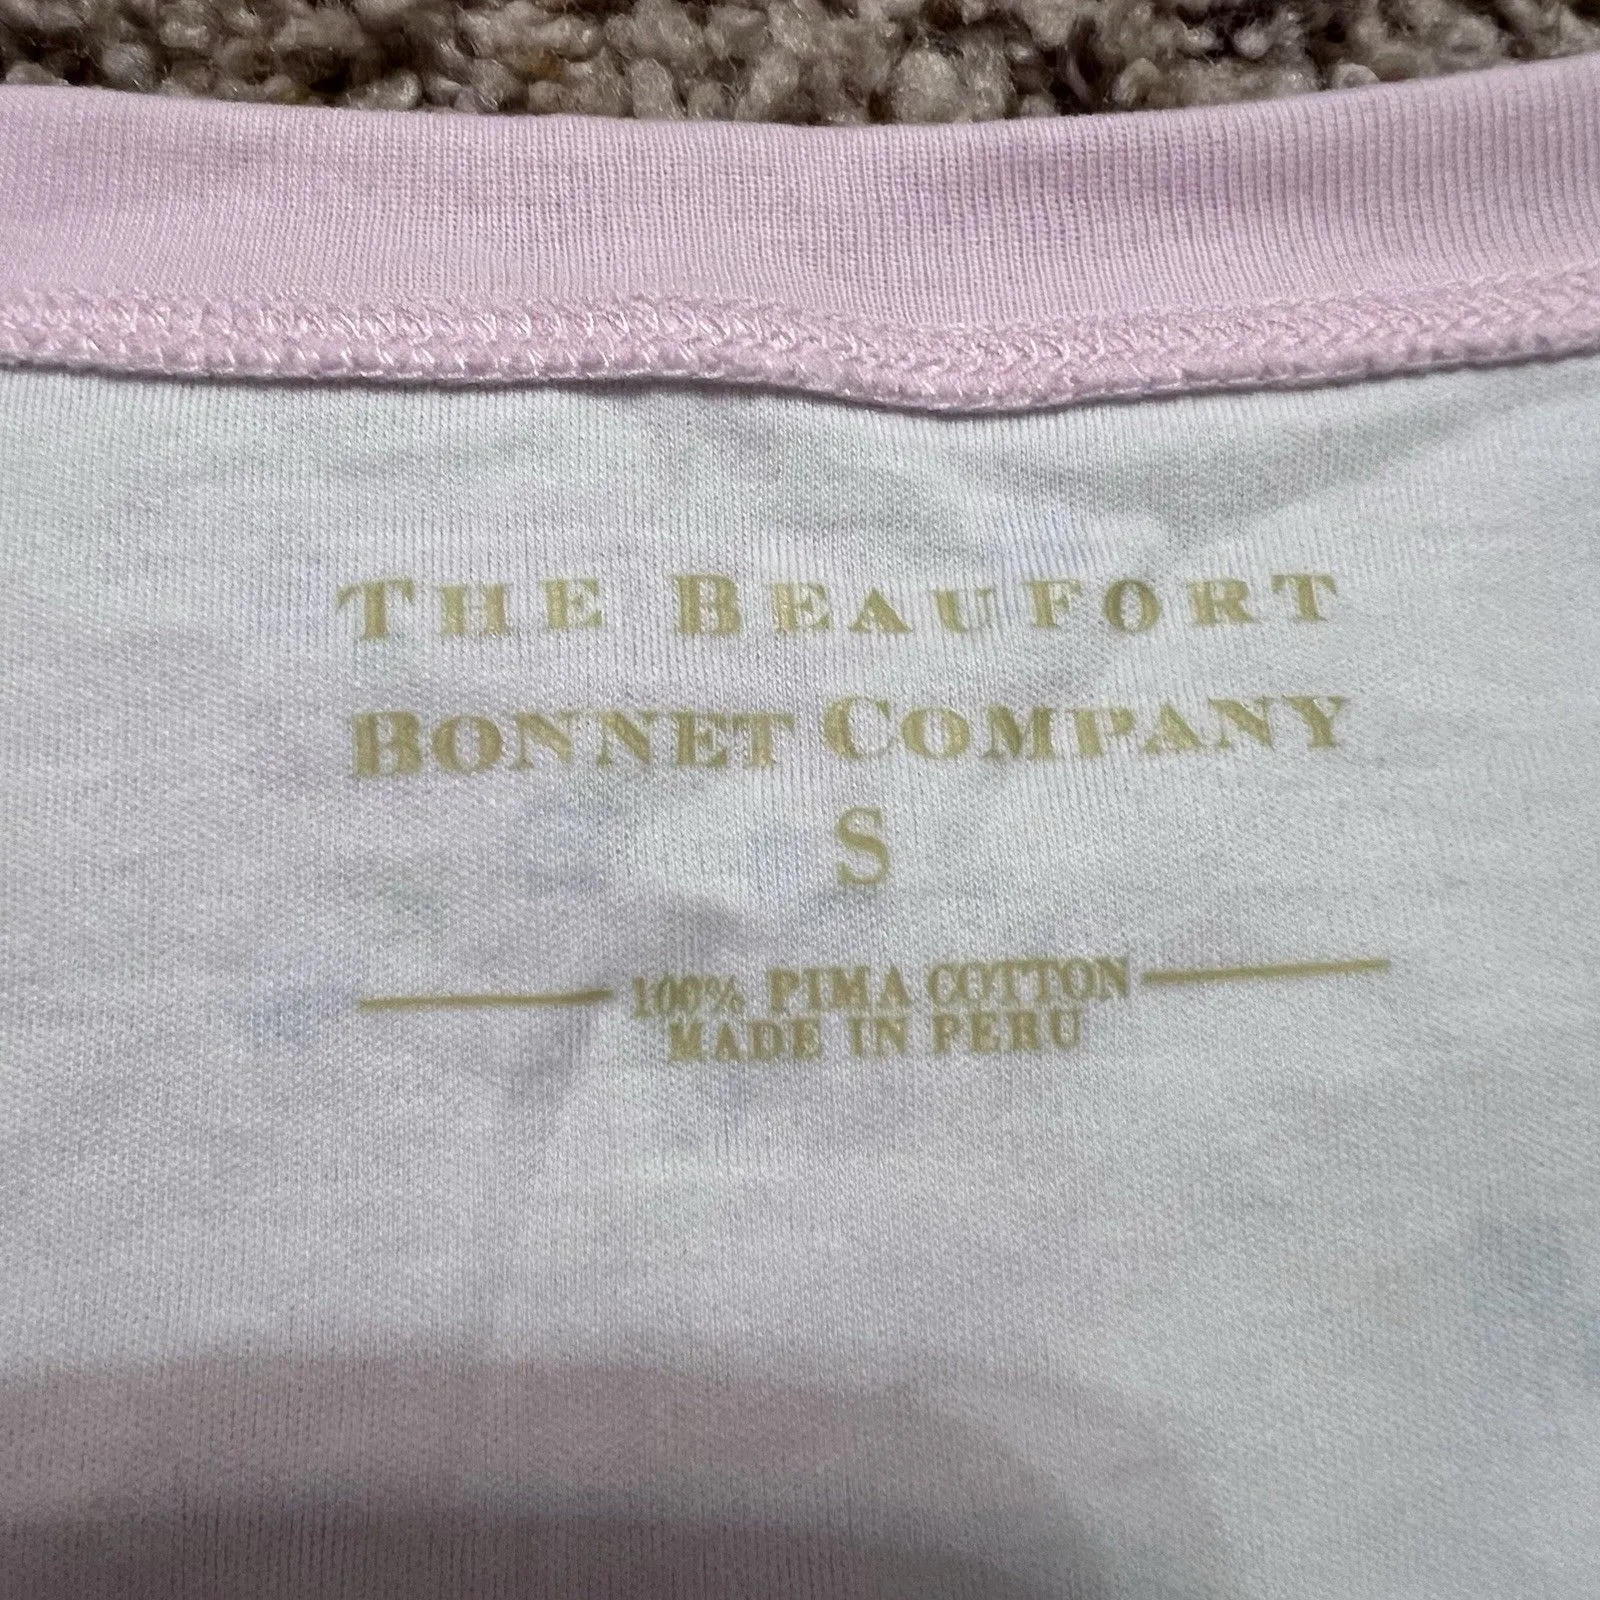 THE BEAUFORT
BONNET COMPANY
S
100% PIMA COTTON
MADE IN PERU